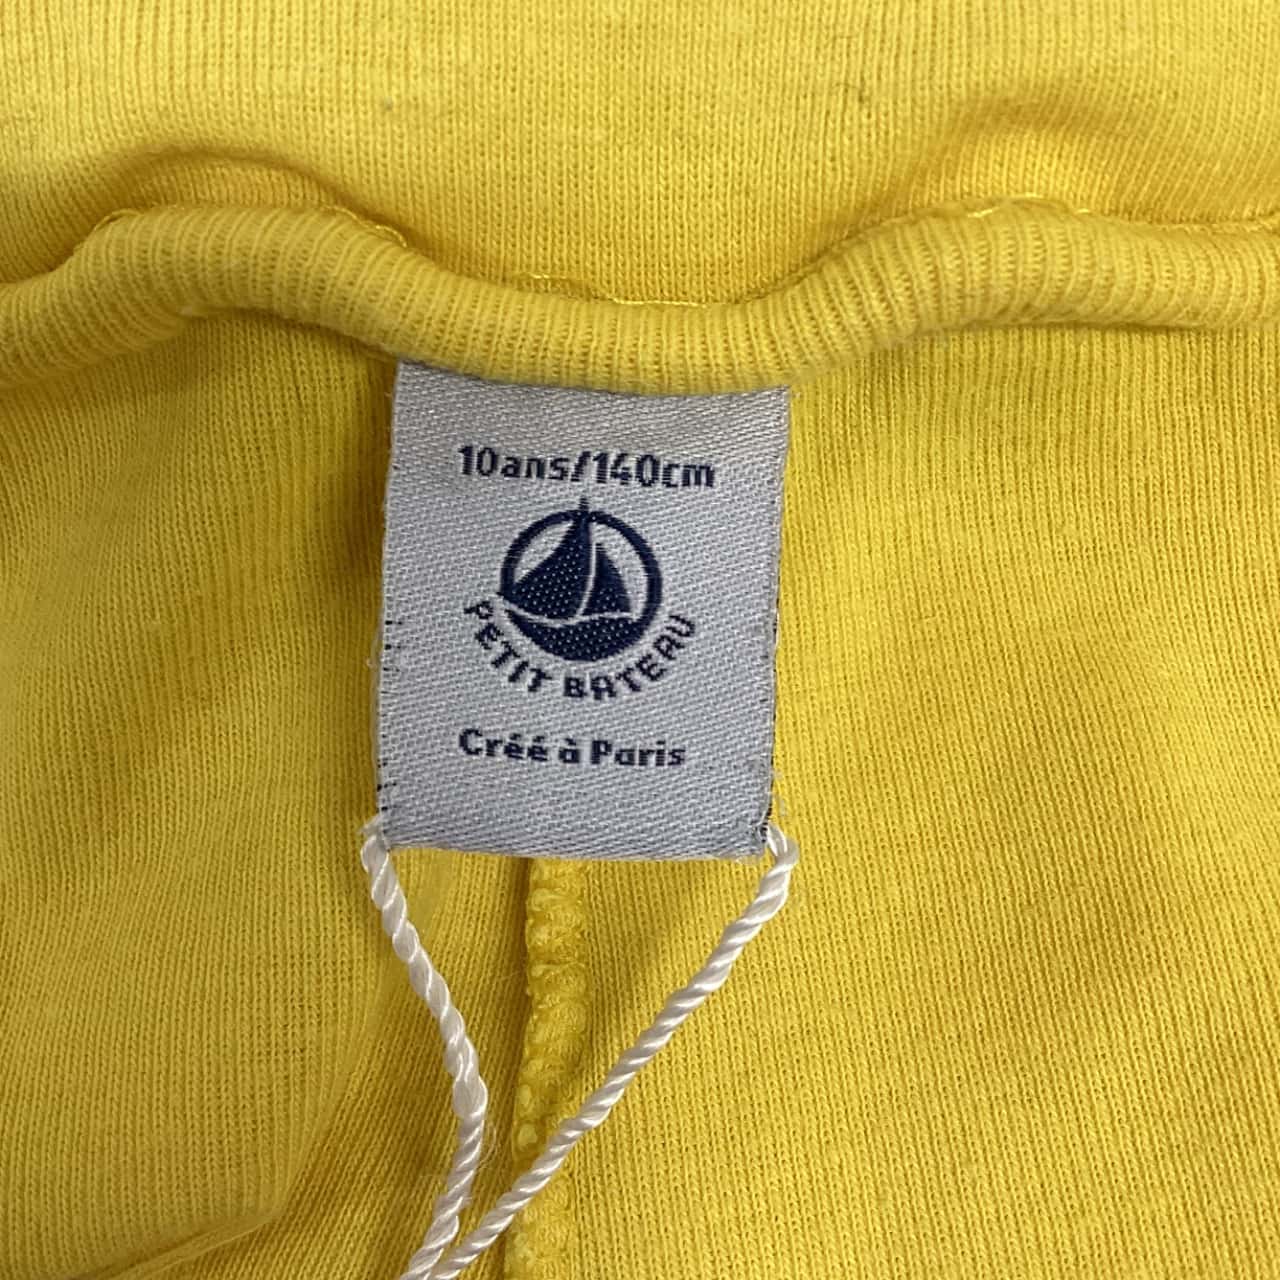 10ans/140cm
PETIT BATEAU
Créé à Paris